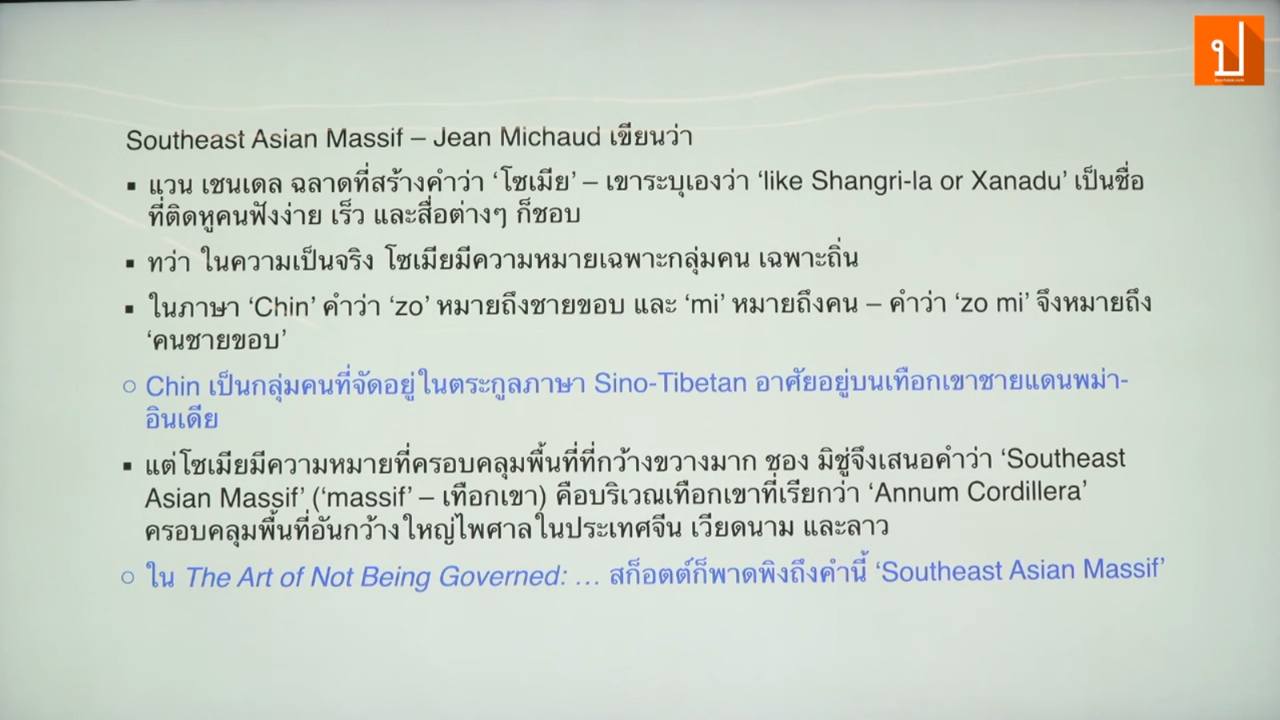 ป
Southeast Asian Massif – Jean Michaud เขียนว่า
▪ แวน เชนเดล ฉลาดที่สร้างคำว่า ‘โซเมีย’ – เขาระบุเองว่า ‘like Shangri-la or Xanadu’ เป็นชื่อ
ที่ติดหูคนฟังง่าย เร็ว และสื่อต่างๆ ก็ชอบ
▪ ทว่า ในความเป็นจริง โซเมียมีความหมายเฉพาะกลุ่มคน เฉพาะถิ่น
▪ ในภาษา ‘Chin’ คำว่า ‘zo’ หมายถึงชายขอบ และ ‘mi’ หมายถึงคน – คำว่า ‘zo mi’ จึงหมายถึง
‘คนชายขอบ’
○ Chin เป็นกลุ่มคนที่จัดอยู่ในตระกูลภาษา Sino-Tibetan อาศัยอยู่บนเทือกเขาชายแดนพม่า-
อินเดีย
▪ แต่โซเมียมีความหมายที่ครอบคลุมพื้นที่ที่กว้างขวางมาก ชอง มิชู่จึงเสนอคำว่า ‘Southeast
Asian Massif’ (‘massif’ – เทือกเขา) คือบริเวณเทือกเขาที่เรียกว่า ‘Annum Cordillera’
ครอบคลุมพื้นที่อันกว้างใหญ่ไพศาลในประเทศจีน เวียดนาม และลาว
○ ใน The Art of Not Being Governed: … สก็อตต์ก็พาดพิงถึงคำนี้ ‘Southeast Asian Massif’